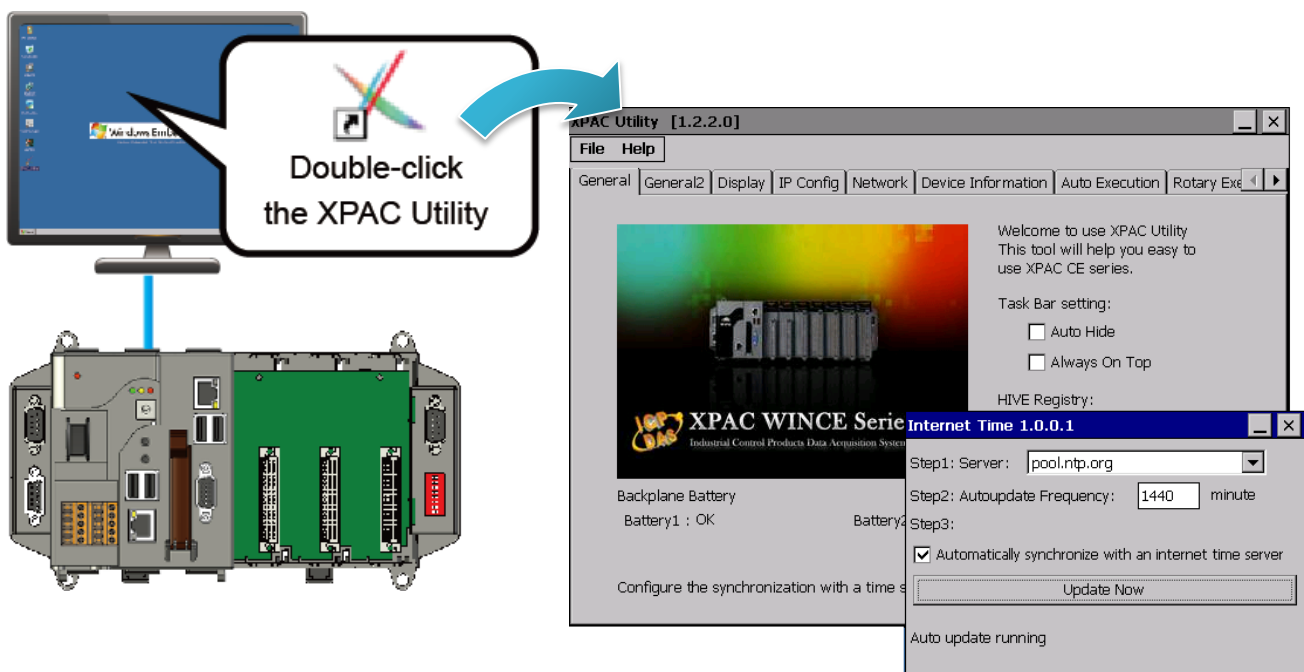 Windows Emb
Double-click
the XPAC Utility
XPAC Utility [1.2.2.0]
File Help
General General2 Display IP Config Network Device Information Auto Execution Rotary Exe
Welcome to use XPAC Utility
This tool will help you easy to
use XPAC CE series.
Task Bar setting:
Auto Hide
Always On Top
HIVE Registry:
ICP DAS
XPAC WINCE Serie
Industrial Control Products Data Acquisition System
Backplane Battery
Battery1 : OK
Battery2
Configure the synchronization with a time s
Internet Time 1.0.0.1
Step1: Server: pool.ntp.org
Step2: Autoupdate Frequency: 1440 minute
Step3:
Automatically synchronize with an internet time server
Update Now
Auto update running